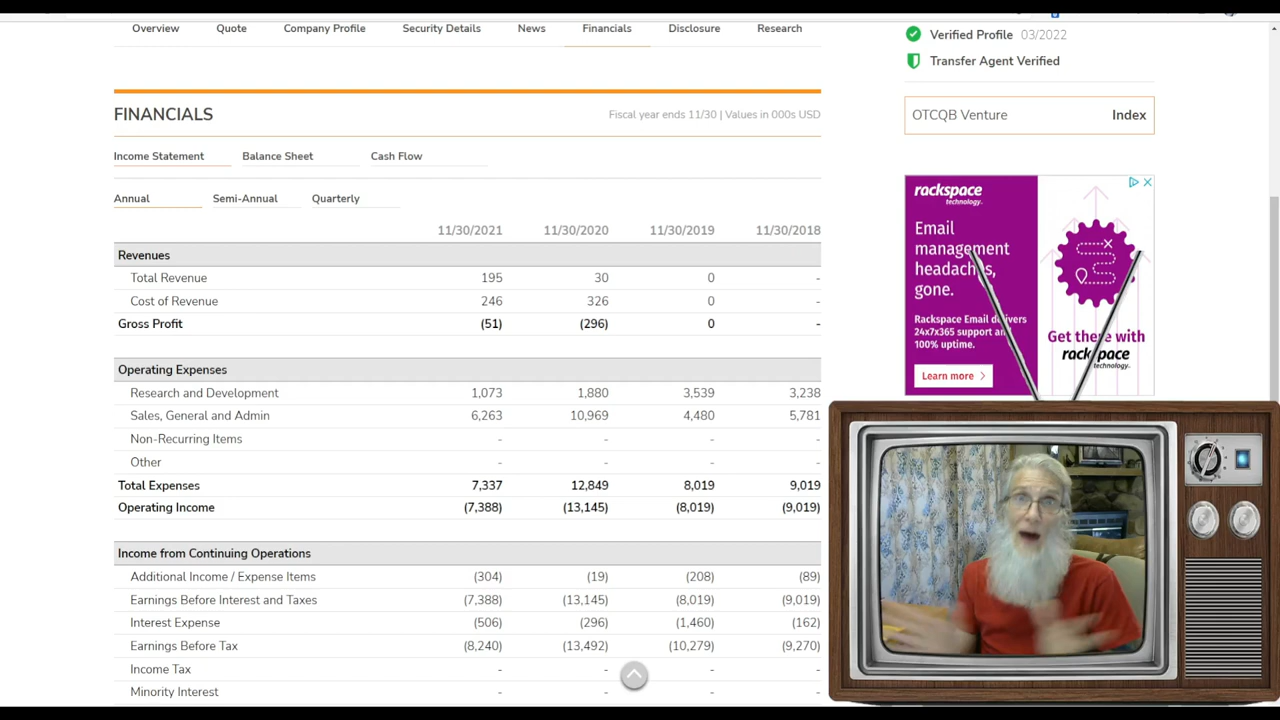 Overview Quote Company Profile Security Details News Financials Disclosure Research
Verified Profile 03/2022
Transfer Agent Verified
OTCQB Venture Index
FINANCIALS Fiscal year ends 11/30 | Values in 000s USD
Income Statement Balance Sheet Cash Flow
Annual Semi-Annual Quarterly
11/30/2021 11/30/2020 11/30/2019 11/30/2018
Revenues
Total Revenue 195 30 0 -
Cost of Revenue 246 326 0 -
Gross Profit (51) (296) 0 -
Operating Expenses
Research and Development 1,073 1,880 3,539 3,238
Sales, General and Admin 6,263 10,969 4,480 5,781
Non-Recurring Items - - - -
Other - - - -
Total Expenses 7,337 12,849 8,019 9,019
Operating Income (7,388) (13,145) (8,019) (9,019)
Income from Continuing Operations
Additional Income / Expense Items (304) (19) (208) (89)
Earnings Before Interest and Taxes (7,388) (13,145) (8,019) (9,019)
Interest Expense (506) (296) (1,460) (162)
Earnings Before Tax (8,240) (13,492) (10,279) (9,270)
Income Tax - - - -
Minority Interest - - - -
rackspace
technology.
Email
management
headaches,
gone.
Rackspace Email delivers
24x7x365 support and
100% uptime.
Learn more
Get there with
rackspace
technology.